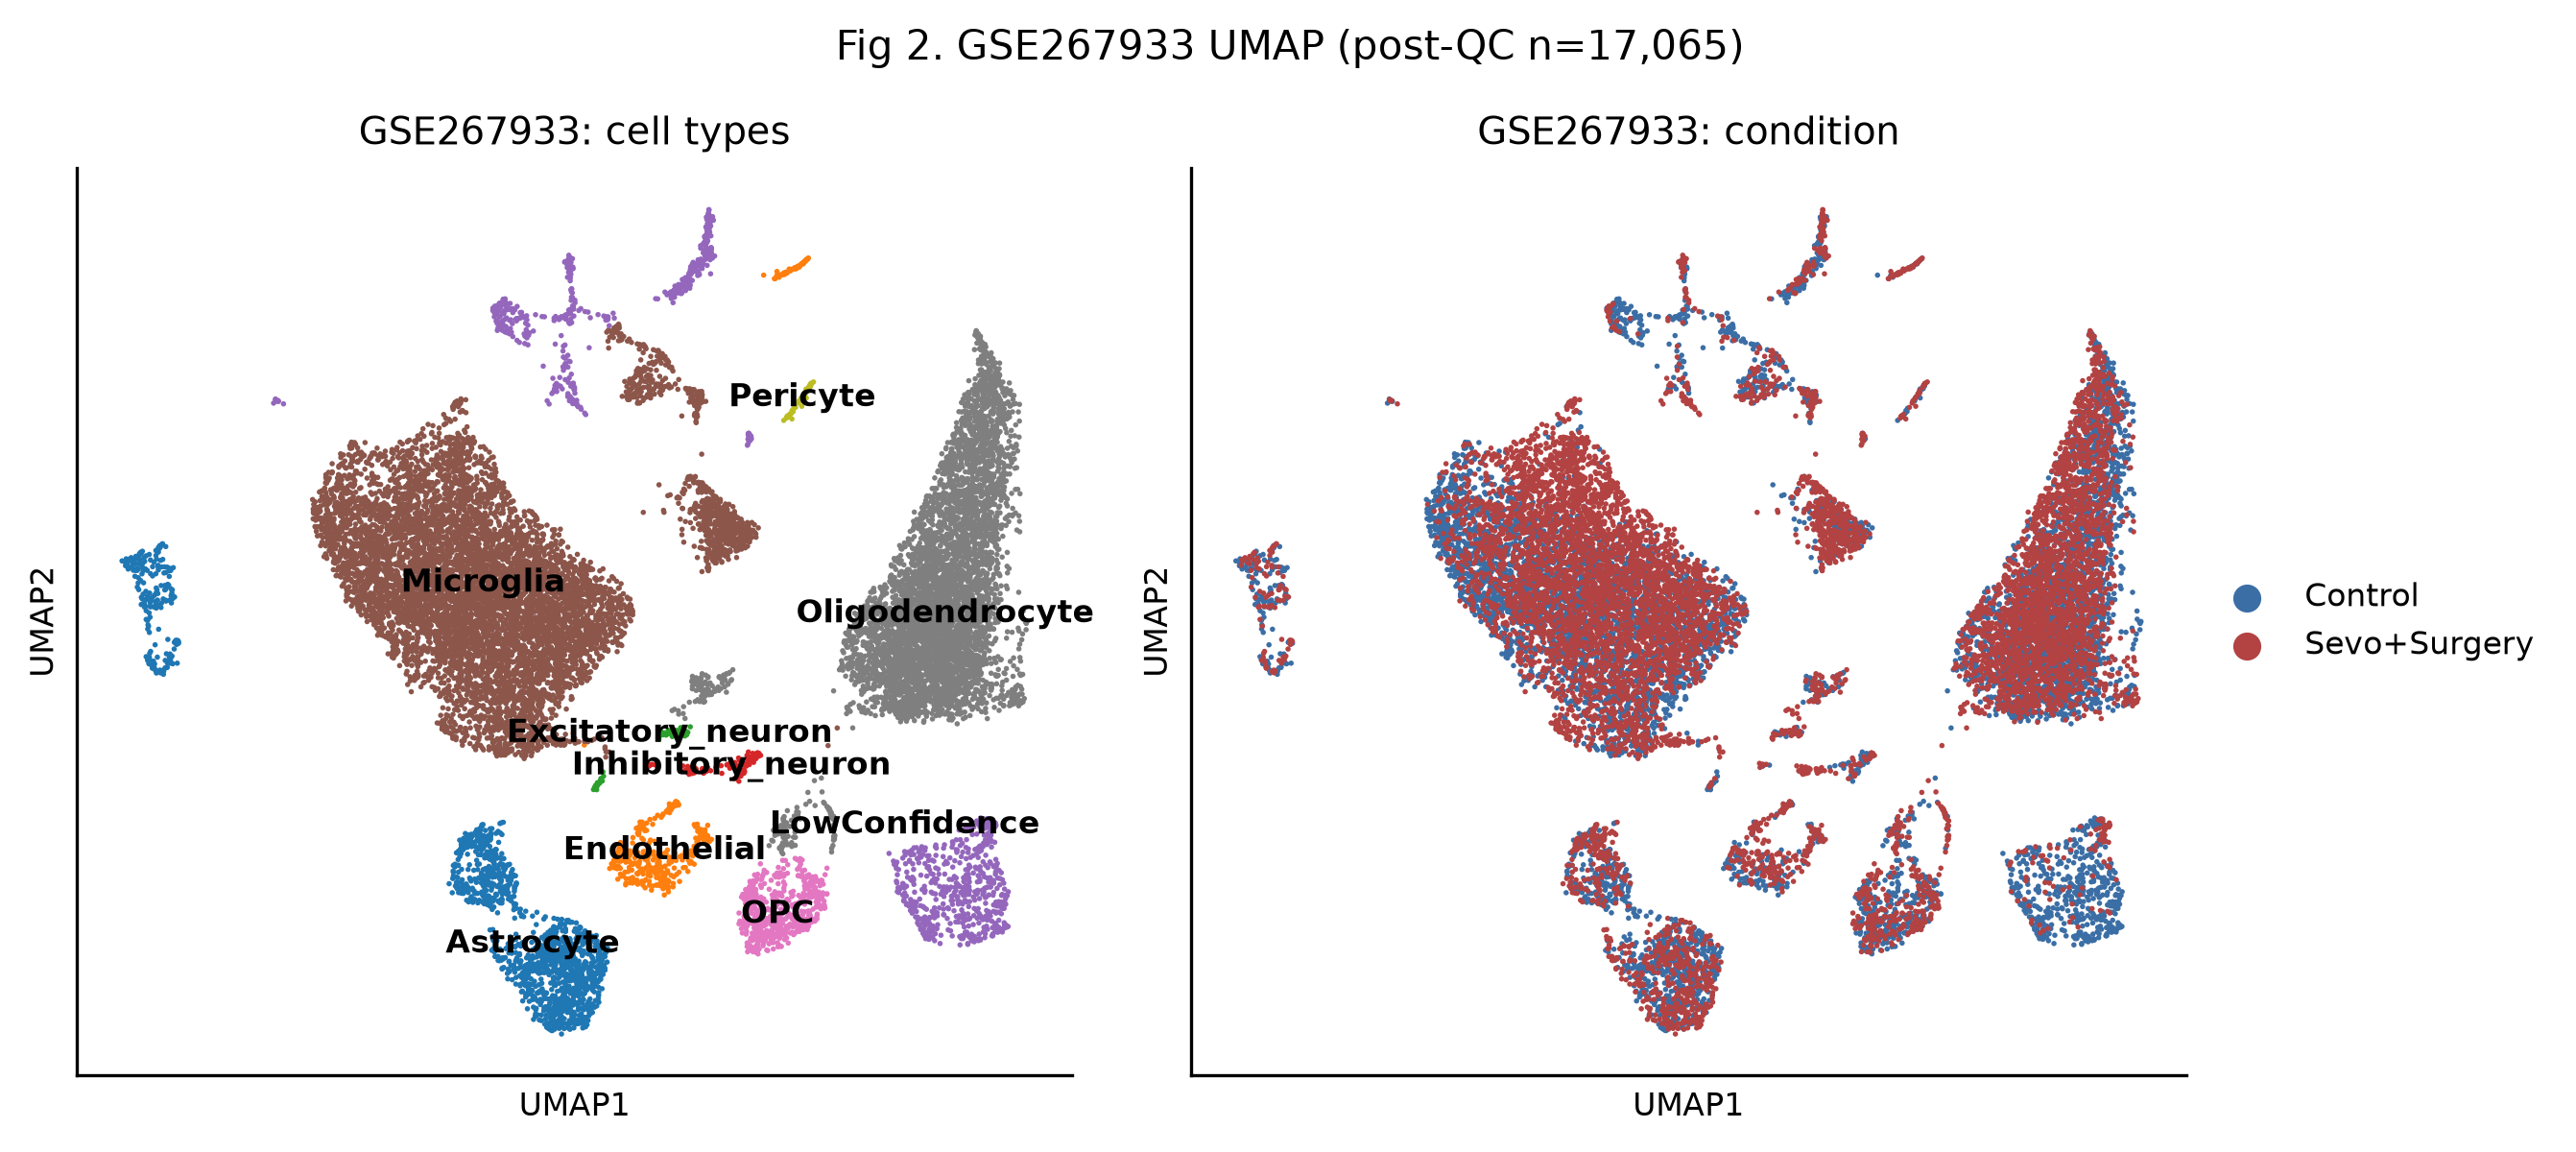 Fig 2. GSE267933 UMAP (post-QC n=17,065)
GSE267933: cell types
Pericyte
Microglia
Oligodendrocyte
Excitatory_neuron
Inhibitory_neuron
LowConfidence
Endothelial
OPC
Astrocyte
UMAP2
UMAP1
GSE267933: condition
UMAP2
UMAP1
Control
Sevo+Surgery